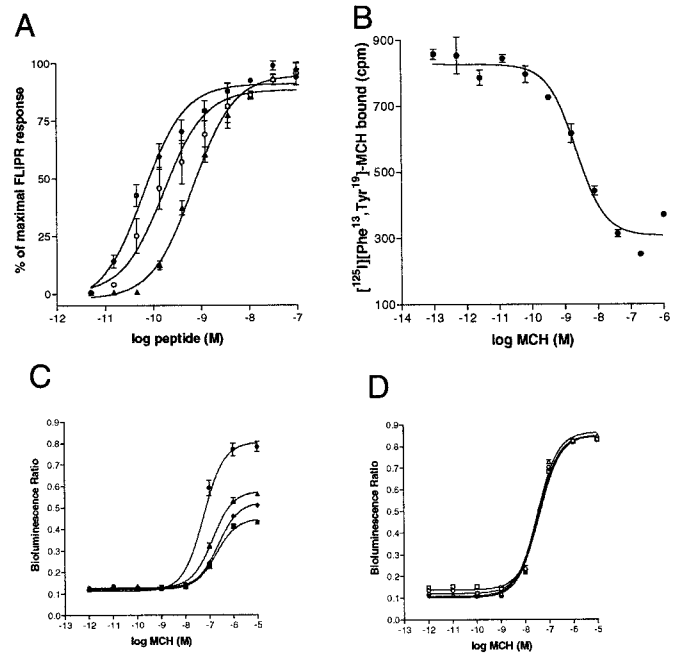 A
% of maximal FLIPR response
100
75
50
25
0
-12 -11 -10 -9 -8 -7
log peptide (M)
B
[¹²⁵I][Phe¹³,Tyr¹⁹]-MCH bound (cpm)
900
700
500
300
100
-14 -13 -12 -11 -10 -9 -8 -7 -6
log MCH (M)
C
Bioluminescence Ratio
0.9
0.8
0.7
0.6
0.5
0.4
0.3
0.2
0.1
0.0
-13 -12 -11 -10 -9 -8 -7 -6 -5
log MCH (M)
D
Bioluminescence Ratio
0.9
0.8
0.7
0.6
0.5
0.4
0.3
0.2
0.1
0.0
-13 -12 -11 -10 -9 -8 -7 -6 -5
log MCH (M)